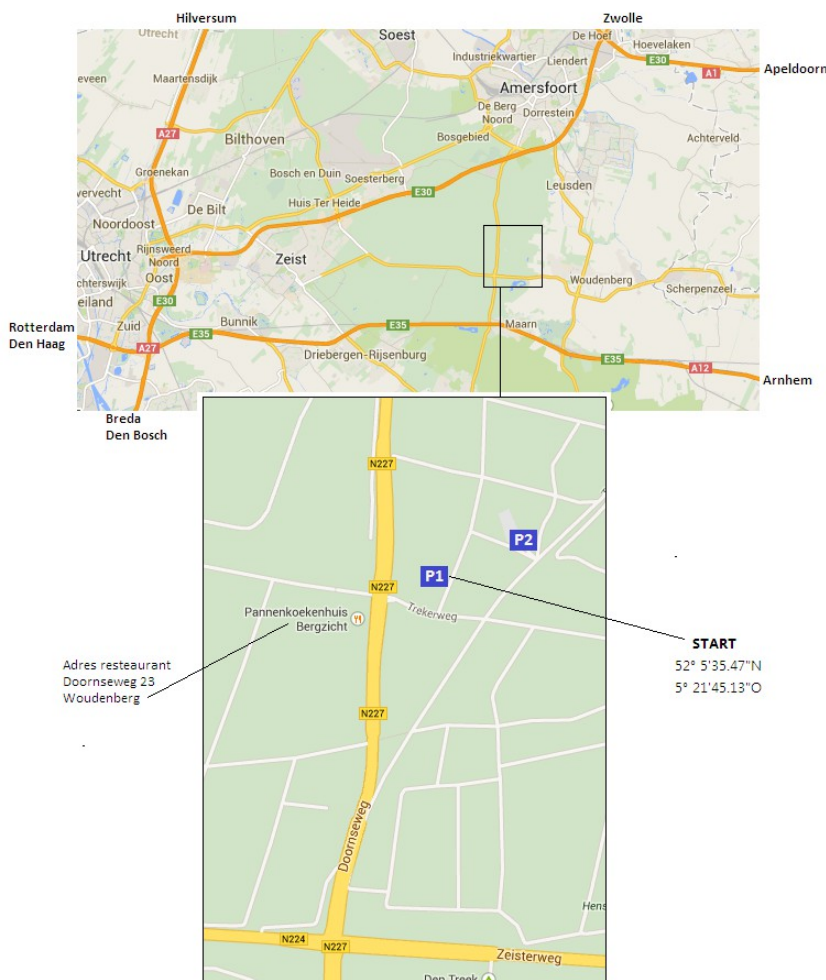 Hilversum
Zwolle
Utrecht
Soest
De Hoef
Hoevelaken
Industriekwartier
Liendert
E30
A1
Apeldoorn
Maartensdijk
Amersfoort
De Berg
Noord
Dorrestein
A27
Bilthoven
Bosgebied
Achterveld
Groenekan
Bosch en Duin
Soesterberg
Leusden
E30
De Bilt
Huis Ter Heide
Noordoost
Utrecht
Rijnsweerd
Noord
Oost
Zeist
Woudenberg
Scherpenzeel
E30
Rotterdam
Den Haag
Zuid
Bunnik
E35
E35
Maarn
A27
Driebergen-Rijsenburg
E35
A12
Arnhem
Breda
Den Bosch
N227
P2
P1
N227
Trekerweg
Pannenkoekenhuis
Bergzicht
START
52° 5'35.47"N
5° 21'45.13"O
Adres resteaurant
Doornseweg 23
Woudenberg
N227
Doornseweg
N224
N227
Zeisterweg
Den Treek